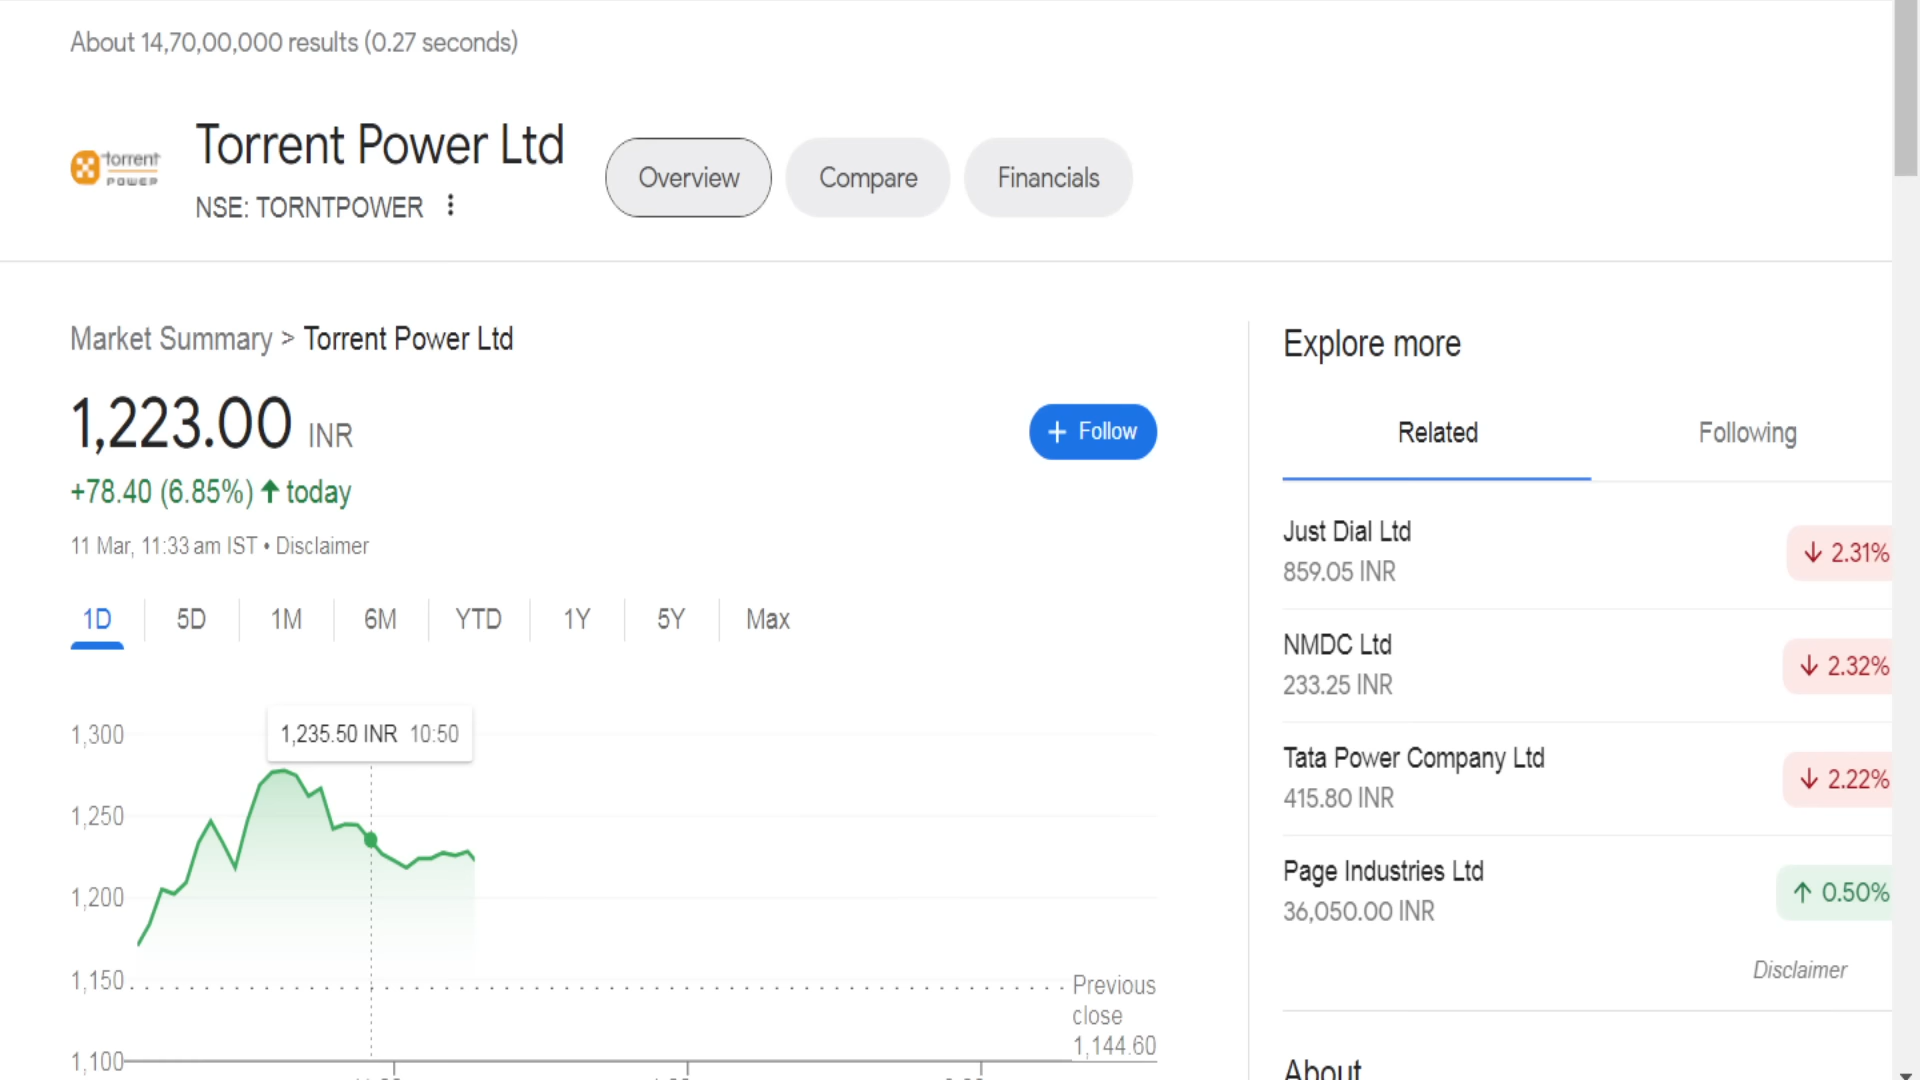 About 14,70,00,000 results (0.27 seconds)
torrent
POWER
Torrent Power Ltd
NSE: TORNTPOWER
Overview
Compare
Financials
Market Summary > Torrent Power Ltd
1,223.00 INR
+ Follow
+78.40 (6.85%) ↑ today
11 Mar, 11:33 am IST • Disclaimer
1D 5D 1M 6M YTD 1Y 5Y Max
1,235.50 INR 10:50
1,300
1,250
1,200
1,150
1,100
Previous
close
1,144.60
Explore more
Related
Following
Just Dial Ltd
859.05 INR
↓ 2.31%
NMDC Ltd
233.25 INR
↓ 2.32%
Tata Power Company Ltd
415.80 INR
↓ 2.22%
Page Industries Ltd
36,050.00 INR
↑ 0.50%
Disclaimer
About